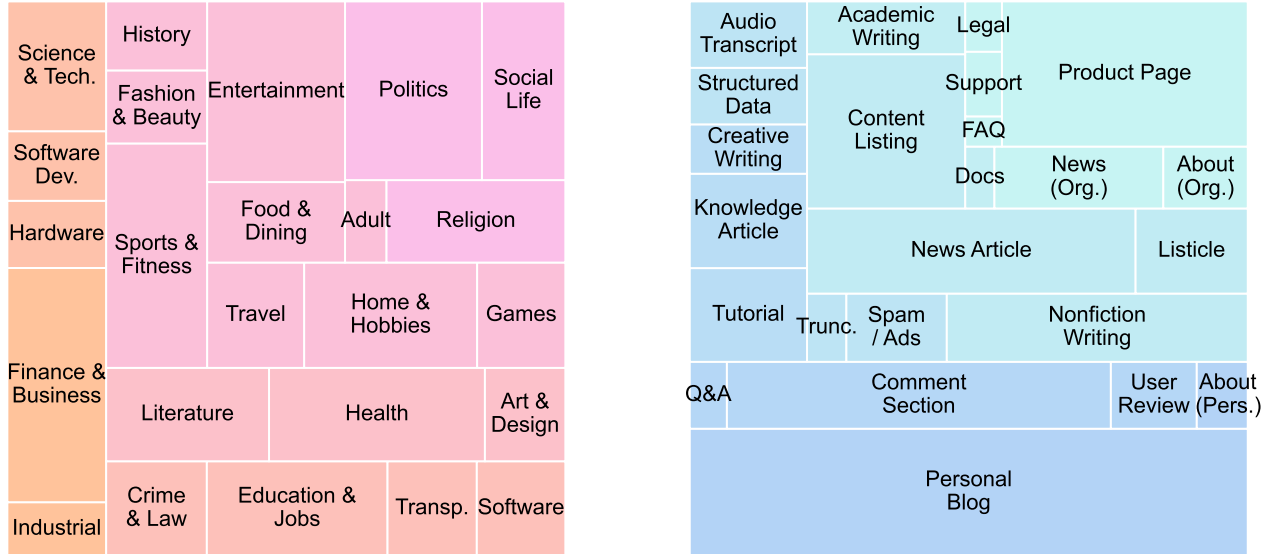 Science
& Tech.
Software
Dev.
Hardware
Finance &
Business
Industrial
History
Fashion
& Beauty
Sports &
Fitness
Entertainment
Politics
Social
Life
Food &
Dining
Adult
Religion
Travel
Home &
Hobbies
Games
Literature
Health
Art &
Design
Crime
& Law
Education &
Jobs
Transp.
Software
Audio
Transcript
Structured
Data
Creative
Writing
Knowledge
Article
Tutorial
Academic
Writing
Content
Listing
Legal
Support
FAQ
Docs
Product Page
News
(Org.)
About
(Org.)
News Article
Listicle
Trunc.
Spam
/ Ads
Nonfiction
Writing
Q&A
Comment
Section
User
Review
About
(Pers.)
Personal
Blog